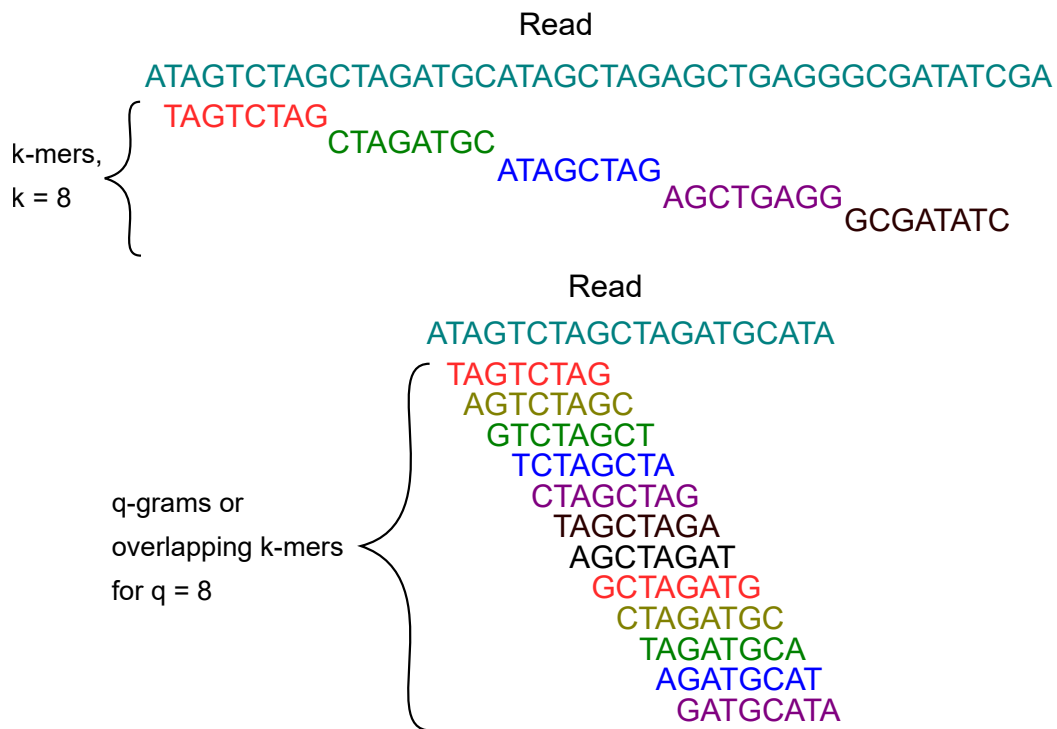 Read
ATAGTCTAGCTAGATGCATAGCTAGAGCTGAGGGCGATATCGA
TAGTCTAG
CTAGATGC
ATAGCTAG
AGCTGAGG
GCGATATC
k-mers,
k = 8
Read
ATAGTCTAGCTAGATGCATA
TAGTCTAG
AGTCTAGC
GTCTAGCT
TCTAGCTA
CTAGCTAG
TAGCTAGA
AGCTAGAT
GCTAGATG
CTAGATGC
TAGATGCA
AGATGCAT
GATGCATA
q-grams or
overlapping k-mers
for q = 8